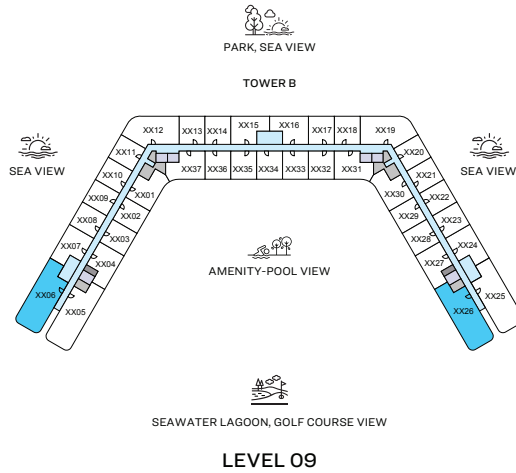 PARK, SEA VIEW
TOWER B
XX12
XX13
XX14
XX15
XX16
XX17
XX18
XX19
XX11
XX37
XX36
XX35
XX34
XX33
XX32
XX31
XX20
SEA VIEW
SEA VIEW
XX10
XX01
XX30
XX21
XX09
XX02
XX29
XX22
XX08
XX03
XX28
XX23
XX07
XX04
XX27
XX24
AMENITY-POOL VIEW
XX06
XX05
XX26
XX25
SEAWATER LAGOON, GOLF COURSE VIEW
LEVEL 09